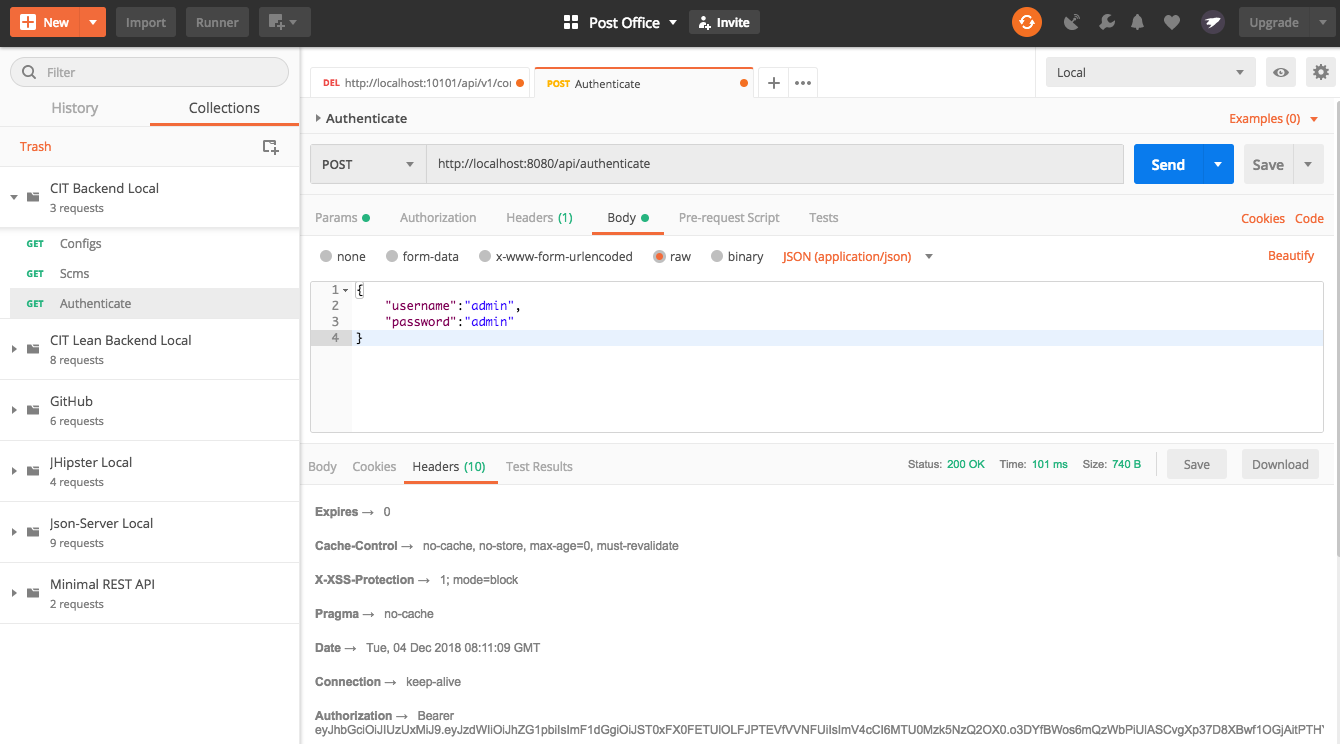 New Import Runner Post Office Invite Upgrade
Filter
History Collections
Trash
CIT Backend Local
3 requests
GET Configs
GET Scms
GET Authenticate
CIT Lean Backend Local
8 requests
GitHub
6 requests
JHipster Local
4 requests
Json-Server Local
9 requests
Minimal REST API
2 requests
DEL http://localhost:10101/api/v1/co
POST Authenticate
Local
Authenticate Examples (0)
POST http://localhost:8080/api/authenticate Send Save
Params Authorization Headers (1) Body Pre-request Script Tests Cookies Code
none form-data x-www-form-urlencoded raw binary JSON (application/json) Beautify
1 {
2 "username":"admin",
3 "password":"admin"
4 }
Body Cookies Headers (10) Test Results Status: 200 OK Time: 101 ms Size: 740 B Save Download
Expires → 0
Cache-Control → no-cache, no-store, max-age=0, must-revalidate
X-XSS-Protection → 1; mode=block
Pragma → no-cache
Date → Tue, 04 Dec 2018 08:11:09 GMT
Connection → keep-alive
Authorization → Bearer